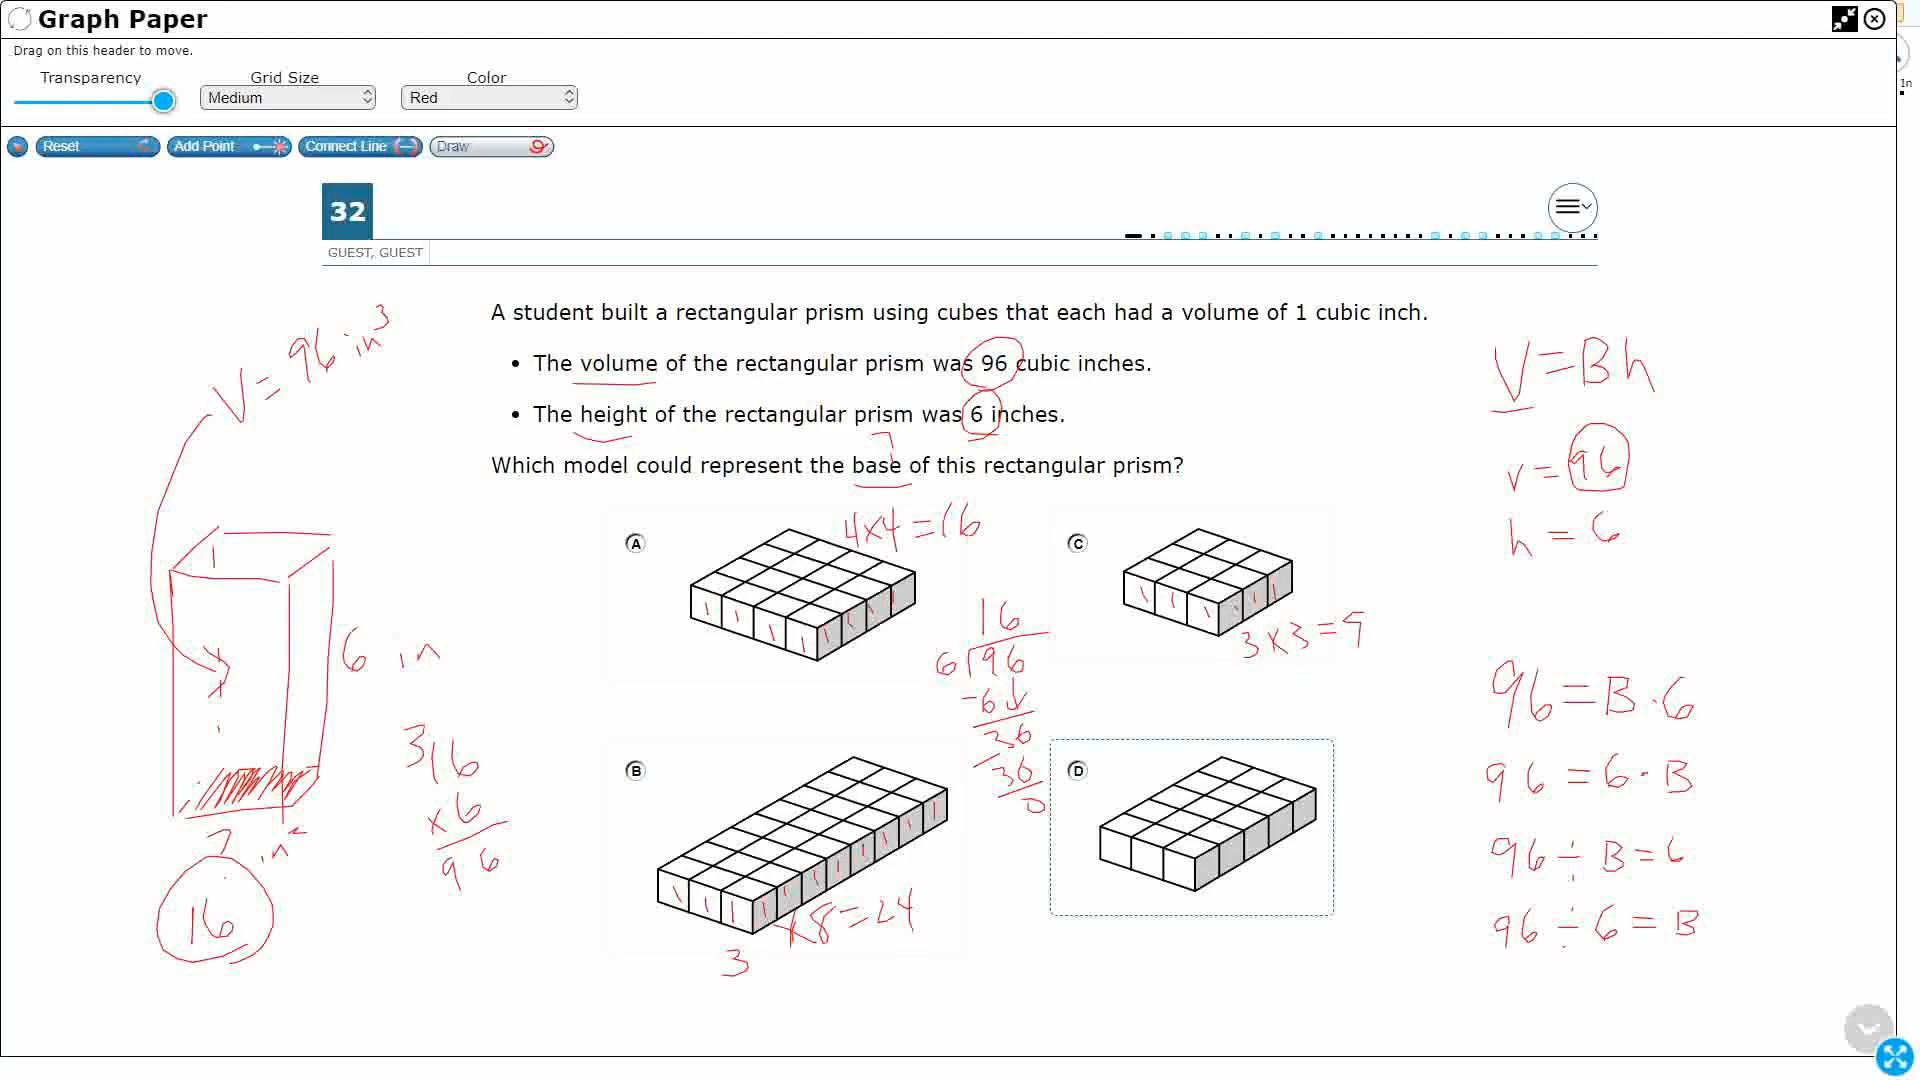 Graph Paper
Drag on this header to move.
Transparency
Grid Size
Color
Medium
Red
Reset
Add Point
Connect Line
Draw
In
32
GUEST, GUEST
A student built a rectangular prism using cubes that each had a volume of 1 cubic inch.
• The volume of the rectangular prism was 96 cubic inches.
• The height of the rectangular prism was 6 inches.
Which model could represent the base of this rectangular prism?
A
4x4=16
B
3 x8=24
C
3x3=9
D
V=96 in³
6 in
in²
16
316
x6
96
16
6 96
-6
36
-36
0
V=Bh
v=96
h=6
96=B·6
96=6·B
96÷B=6
96÷6=B